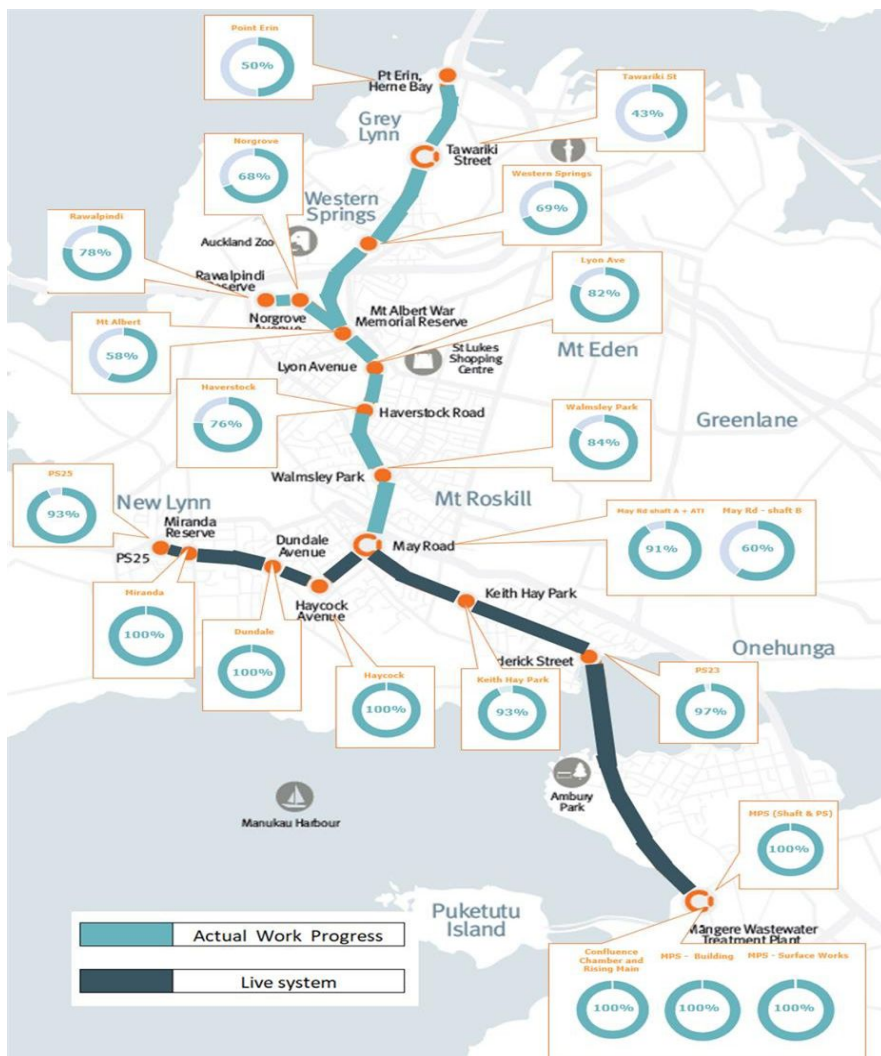 Point Erin
50%
Pt Erin,
Herne Bay
Tawariki St
43%
Grey
Lynn
Tawariki
Street
Norgrove
68%
Western Springs
69%
Western
Springs
Rawalpindi
78%
Auckland Zoo
Rawalpindi
Reserve
Lyon Ave
82%
Norgrove
Mt Albert War
Memorial Reserve
Mt Albert
58%
St Lukes
Shopping
Centre
Mt Eden
Lyon Avenue
Haverstock
76%
Haverstock Road
Walmsley Park
84%
Greenlane
Walmsley Park
PS25
93%
New Lynn
Mt Roskill
Miranda
Reserve
Dundale
Avenue
May Road
May Rd shaft A + ATI
91%
May Rd - shaft B
60%
PS25
Haycock
Avenue
Keith Hay Park
Miranda
100%
Dundale
100%
Haycock
100%
Keith Hay Park
93%
derick Street
Onehunga
PS23
97%
Ambury
Park
Manukau Harbour
MPS (Shaft & PS)
100%
Puketutu
Island
Māngere Wastewater
Treatment Plant
Actual Work Progress
Live system
Confluence
Chamber and
Rising Main
100%
MPS - Building
100%
MPS - Surface Works
100%